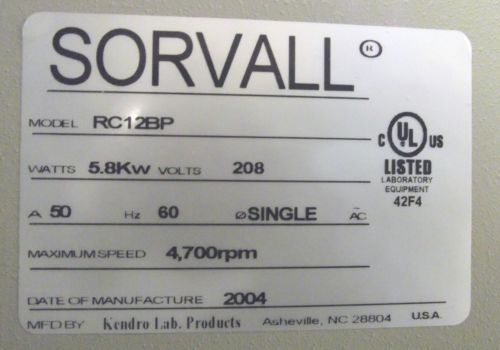 SORVALL ®
MODEL RC12BP
WATTS 5.8Kw VOLTS 208
A 50 Hz 60 ø SINGLE ~ AC
MAXIMUM SPEED 4,700rpm
DATE OF MANUFACTURE 2004
MFD BY Kendro Lab. Products Asheville, NC 28804 U.S.A.
C UL US
LISTED
LABORATORY
EQUIPMENT
42F4